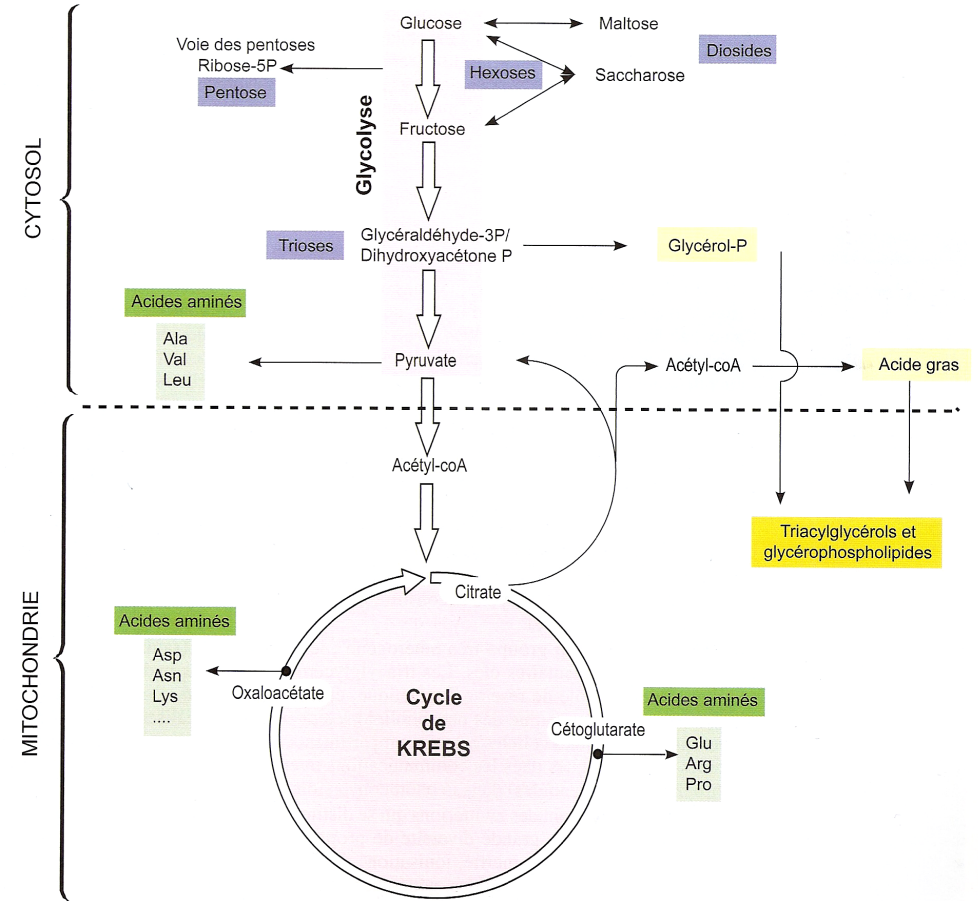 Glucose
Maltose
Voie des pentoses
Ribose-5P
Pentose
Hexoses
Saccharose
Diosides
Fructose
Glycolyse
CYTOSOL
Trioses
Glycéraldéhyde-3P/
Dihydroxyacétone P
Glycérol-P
Acides aminés
Ala
Val
Leu
Pyruvate
Acétyl-coA
Acide gras
Acétyl-coA
Triacylglycérols et
glycérophospholipides
MITOCHONDRIE
Citrate
Acides aminés
Asp
Asn
Lys
....
Oxaloacétate
Cycle
de
KREBS
Cétoglutarate
Acides aminés
Glu
Arg
Pro